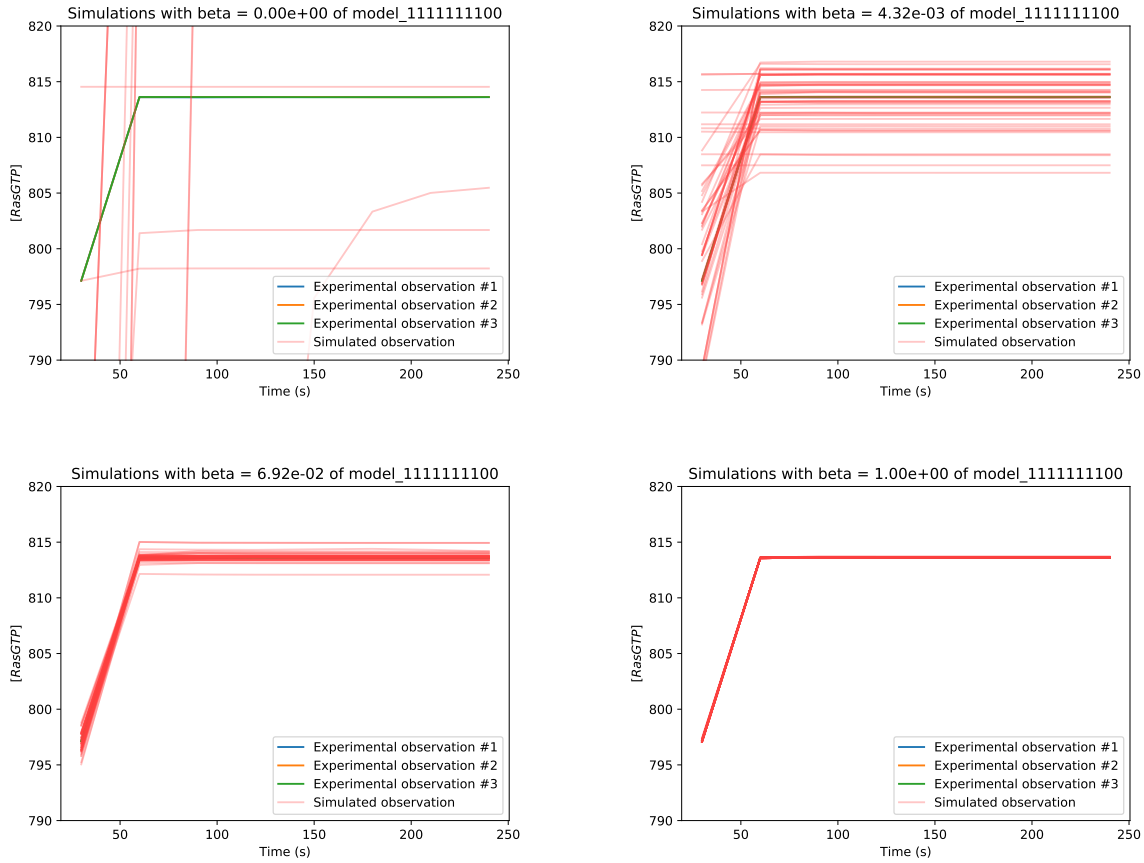 Simulations with beta = 0.00e+00 of model_1111111100
820
815
810
805
800
795
790
[RasGTP]
50
100
150
200
250
Time (s)
Experimental observation #1
Experimental observation #2
Experimental observation #3
Simulated observation
Simulations with beta = 4.32e-03 of model_1111111100
820
815
810
805
800
795
790
[RasGTP]
50
100
150
200
250
Time (s)
Experimental observation #1
Experimental observation #2
Experimental observation #3
Simulated observation
Simulations with beta = 6.92e-02 of model_1111111100
820
815
810
805
800
795
790
[RasGTP]
50
100
150
200
250
Time (s)
Experimental observation #1
Experimental observation #2
Experimental observation #3
Simulated observation
Simulations with beta = 1.00e+00 of model_1111111100
820
815
810
805
800
795
790
[RasGTP]
50
100
150
200
250
Time (s)
Experimental observation #1
Experimental observation #2
Experimental observation #3
Simulated observation